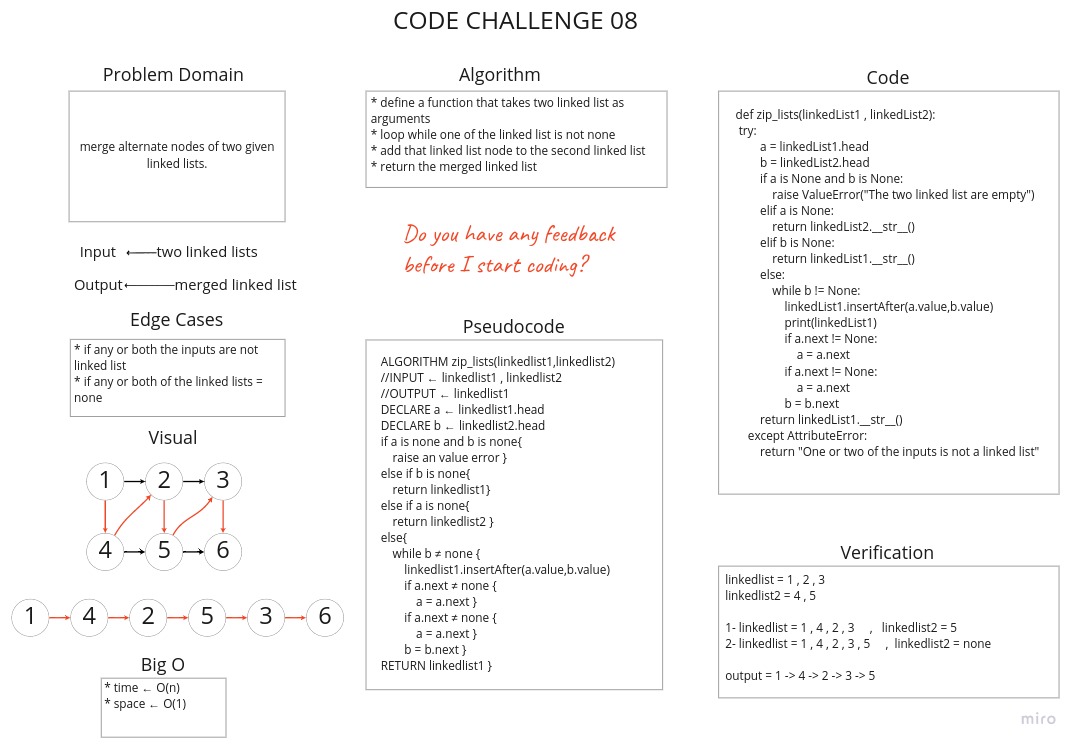 CODE CHALLENGE 08
Problem Domain
merge alternate nodes of two given
linked lists.
Input ← two linked lists
Output ← merged linked list
Edge Cases
* if any or both the inputs are not
linked list
* if any or both of the linked lists =
none
Visual
1 2 3
4 5 6
1 4 2 5 3 6
Big O
* time ← O(n)
* space ← O(1)
Algorithm
* define a function that takes two linked list as
arguments
* loop while one of the linked list is not none
* add that linked list node to the second linked list
* return the merged linked list
Do you have any feedback
before I start coding?
Pseudocode
ALGORITHM zip_lists(linkedlist1,linkedlist2)
//INPUT ← linkedlist1 , linkedlist2
//OUTPUT ← linkedlist1
DECLARE a ← linkedlist1.head
DECLARE b ← linkedlist2.head
if a is none and b is none{
raise an value error }
else if b is none{
return linkedlist1}
else if a is none{
return linkedlist2 }
else{
while b ≠ none {
linkedlist1.insertAfter(a.value,b.value)
if a.next ≠ none {
a = a.next }
if a.next ≠ none {
a = a.next }
b = b.next }
RETURN linkedlist1 }
Code
def zip_lists(linkedList1 , linkedList2):
try:
a = linkedList1.head
b = linkedList2.head
if a is None and b is None:
raise ValueError("The two linked list are empty")
elif a is None:
return linkedList2.__str__()
elif b is None:
return linkedList1.__str__()
else:
while b != None:
linkedList1.insertAfter(a.value,b.value)
print(linkedList1)
if a.next != None:
a = a.next
if a.next != None:
a = a.next
b = b.next
return linkedList1.__str__()
except AttributeError:
return "One or two of the inputs is not a linked list"
Verification
linkedlist = 1 , 2 , 3
linkedlist2 = 4 , 5
1- linkedlist = 1 , 4 , 2 , 3 , linkedlist2 = 5
2- linkedlist = 1 , 4 , 2 , 3 , 5 , linkedlist2 = none
output = 1 -> 4 -> 2 -> 3 -> 5
miro